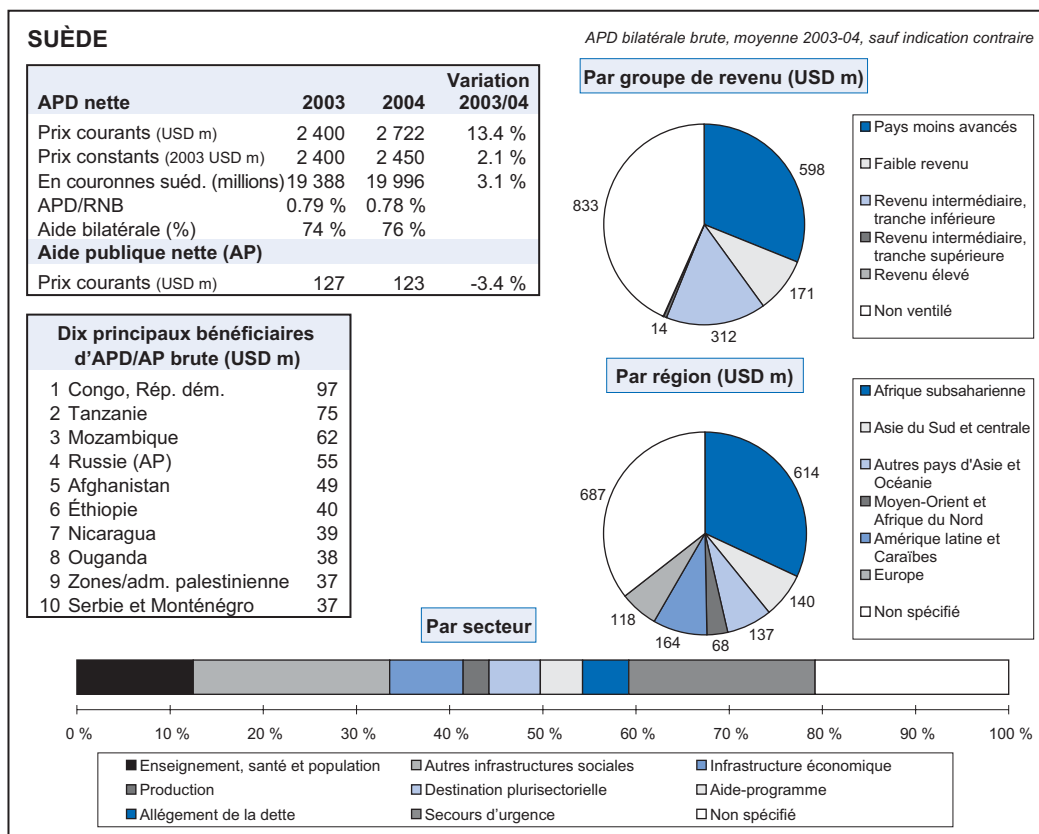 SUÈDE
APD bilatérale brute, moyenne 2003-04, sauf indication contraire
Variation
APD nette 2003 2004 2003/04
Prix courants (USD m) 2 400 2 722 13.4 %
Prix constants (2003 USD m) 2 400 2 450 2.1 %
En couronnes suéd. (millions) 19 388 19 996 3.1 %
APD/RNB 0.79 % 0.78 %
Aide bilatérale (%) 74 % 76 %
Aide publique nette (AP)
Prix courants (USD m) 127 123 -3.4 %
Dix principaux bénéficiaires
d'APD/AP brute (USD m)
1 Congo, Rép. dém. 97
2 Tanzanie 75
3 Mozambique 62
4 Russie (AP) 55
5 Afghanistan 49
6 Éthiopie 40
7 Nicaragua 39
8 Ouganda 38
9 Zones/adm. palestinienne 37
10 Serbie et Monténégro 37
Par groupe de revenu (USD m)
598
171
312
14
833
Pays moins avancés
Faible revenu
Revenu intermédiaire,
tranche inférieure
Revenu intermédiaire,
tranche supérieure
Revenu élevé
Non ventilé
Par région (USD m)
614
140
137
68
164
118
687
Afrique subsaharienne
Asie du Sud et centrale
Autres pays d'Asie et
Océanie
Moyen-Orient et
Afrique du Nord
Amérique latine et
Caraïbes
Europe
Non spécifié
Par secteur
0 % 10 % 20 % 30 % 40 % 50 % 60 % 70 % 80 % 90 % 100 %
Enseignement, santé et population Autres infrastructures sociales Infrastructure économique
Production Destination plurisectorielle Aide-programme
Allégement de la dette Secours d'urgence Non spécifié